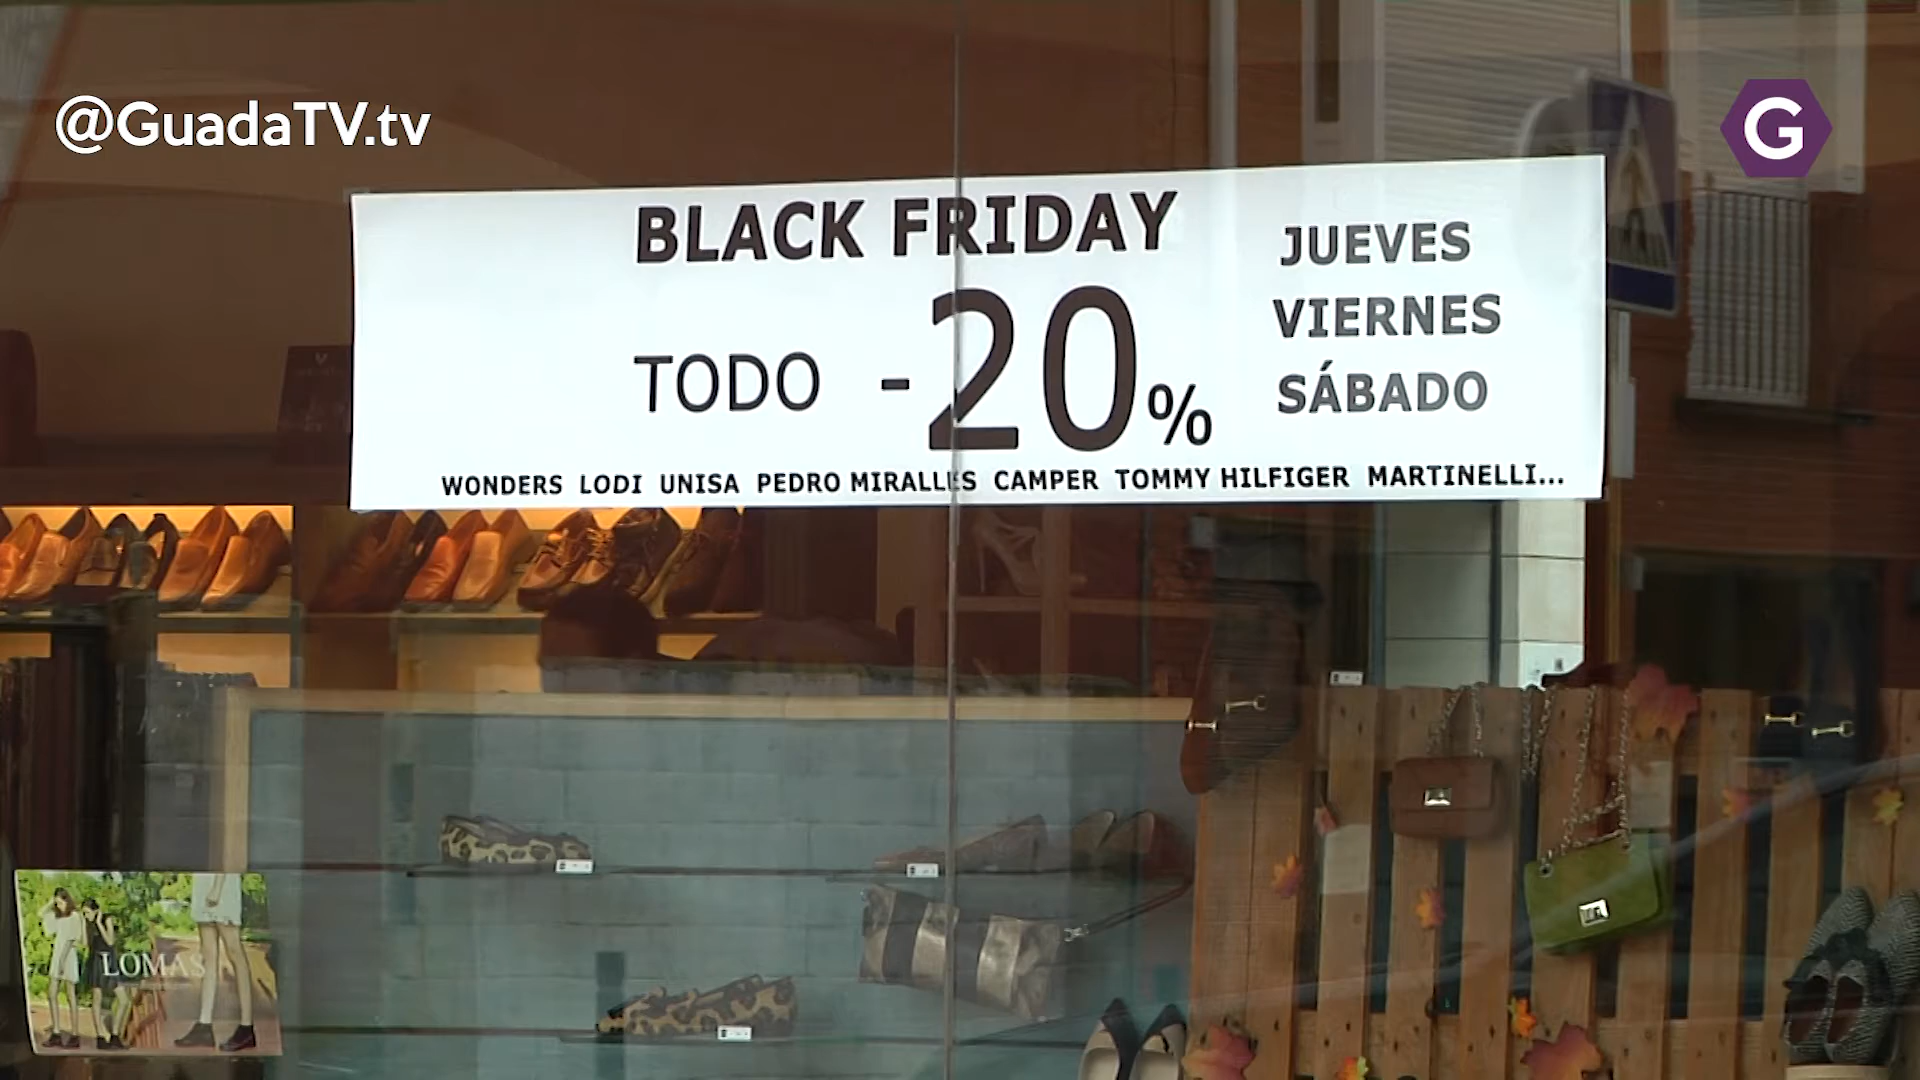 @GuadaTV.tv
G
BLACK FRIDAY
TODO -20%
JUEVES
VIERNES
SÁBADO
WONDERS LODI UNISA PEDRO MIRALLES CAMPER TOMMY HILFIGER MARTINELLI...
LOMAS